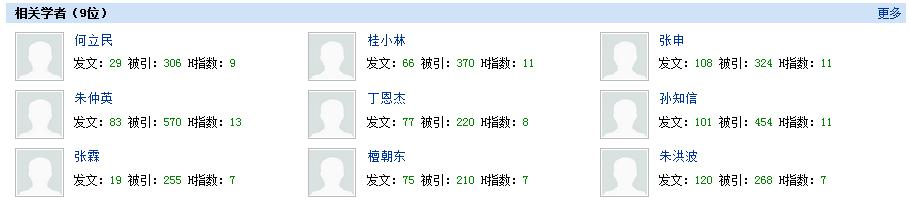 相关学者（9位）
更多
何立民
发文：29 被引：306 H指数：9
桂小林
发文：66 被引：370 H指数：11
张申
发文：108 被引：324 H指数：11
朱仲英
发文：83 被引：570 H指数：13
丁恩杰
发文：77 被引：220 H指数：8
孙知信
发文：101 被引：454 H指数：11
张霖
发文：19 被引：255 H指数：7
檀朝东
发文：75 被引：210 H指数：7
朱洪波
发文：120 被引：268 H指数：7